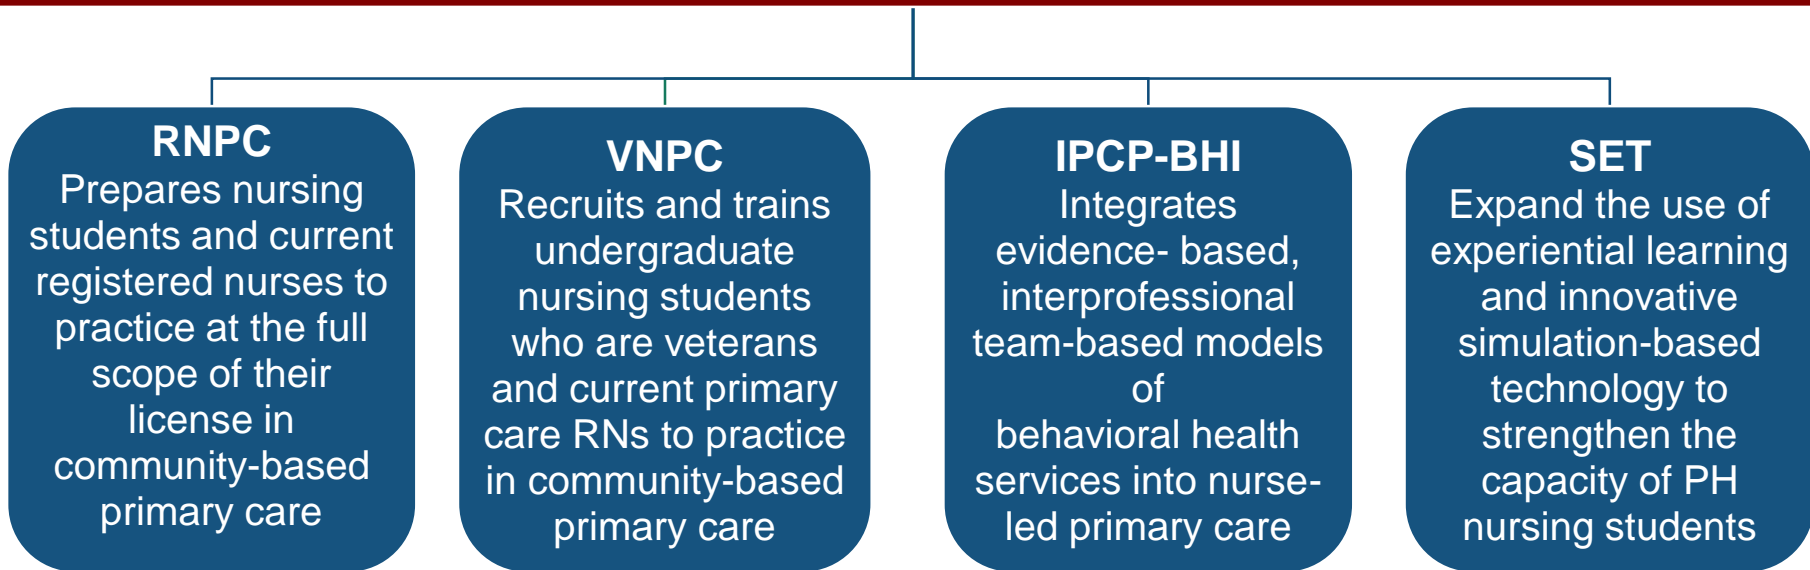 RNPC
Prepares nursing
students and current
registered nurses to
practice at the full
scope of their
license in
community-based
primary care
VNPC
Recruits and trains
undergraduate
nursing students
who are veterans
and current primary
care RNs to practice
in community-based
primary care
IPCP-BHI
Integrates
evidence- based,
interprofessional
team-based models
of
behavioral health
services into nurse-
led primary care
SET
Expand the use of
experiential learning
and innovative
simulation-based
technology to
strengthen the
capacity of PH
nursing students